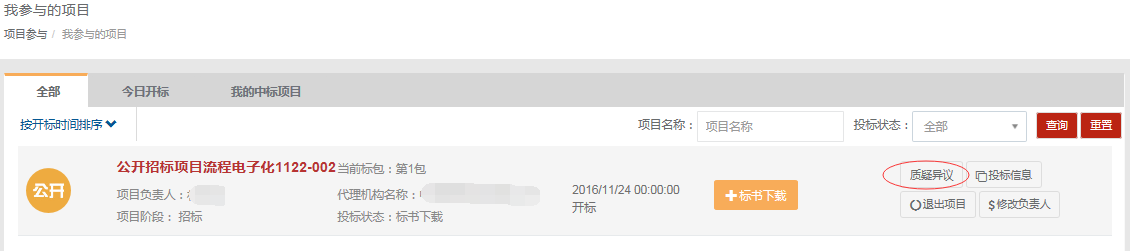 我参与的项目
项目参与 / 我参与的项目
全部 今日开标 我的中标项目
按开标时间排序 项目名称： 项目名称 投标状态： 全部 查询 重置
公开 公开招标项目流程电子化1122-002 当前标包：第1包
项目负责人： 代理机构名称：
项目阶段： 招标 投标状态：标书下载
2016/11/24 00:00:00
开标
标书下载
质疑异议 投标信息
退出项目 $修改负责人